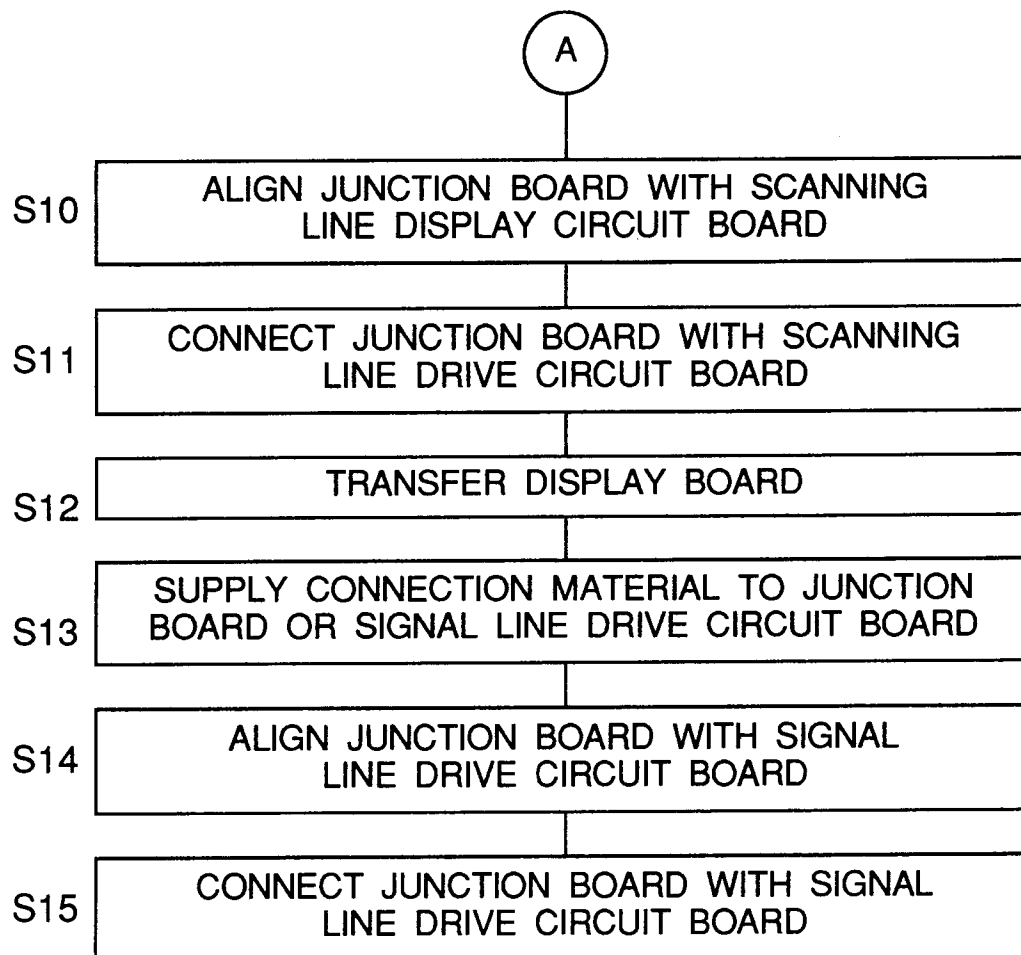 A
S10
ALIGN JUNCTION BOARD WITH SCANNING
LINE DISPLAY CIRCUIT BOARD
S11
CONNECT JUNCTION BOARD WITH SCANNING
LINE DRIVE CIRCUIT BOARD
S12
TRANSFER DISPLAY BOARD
S13
SUPPLY CONNECTION MATERIAL TO JUNCTION
BOARD OR SIGNAL LINE DRIVE CIRCUIT BOARD
S14
ALIGN JUNCTION BOARD WITH SIGNAL
LINE DRIVE CIRCUIT BOARD
S15
CONNECT JUNCTION BOARD WITH SIGNAL
LINE DRIVE CIRCUIT BOARD